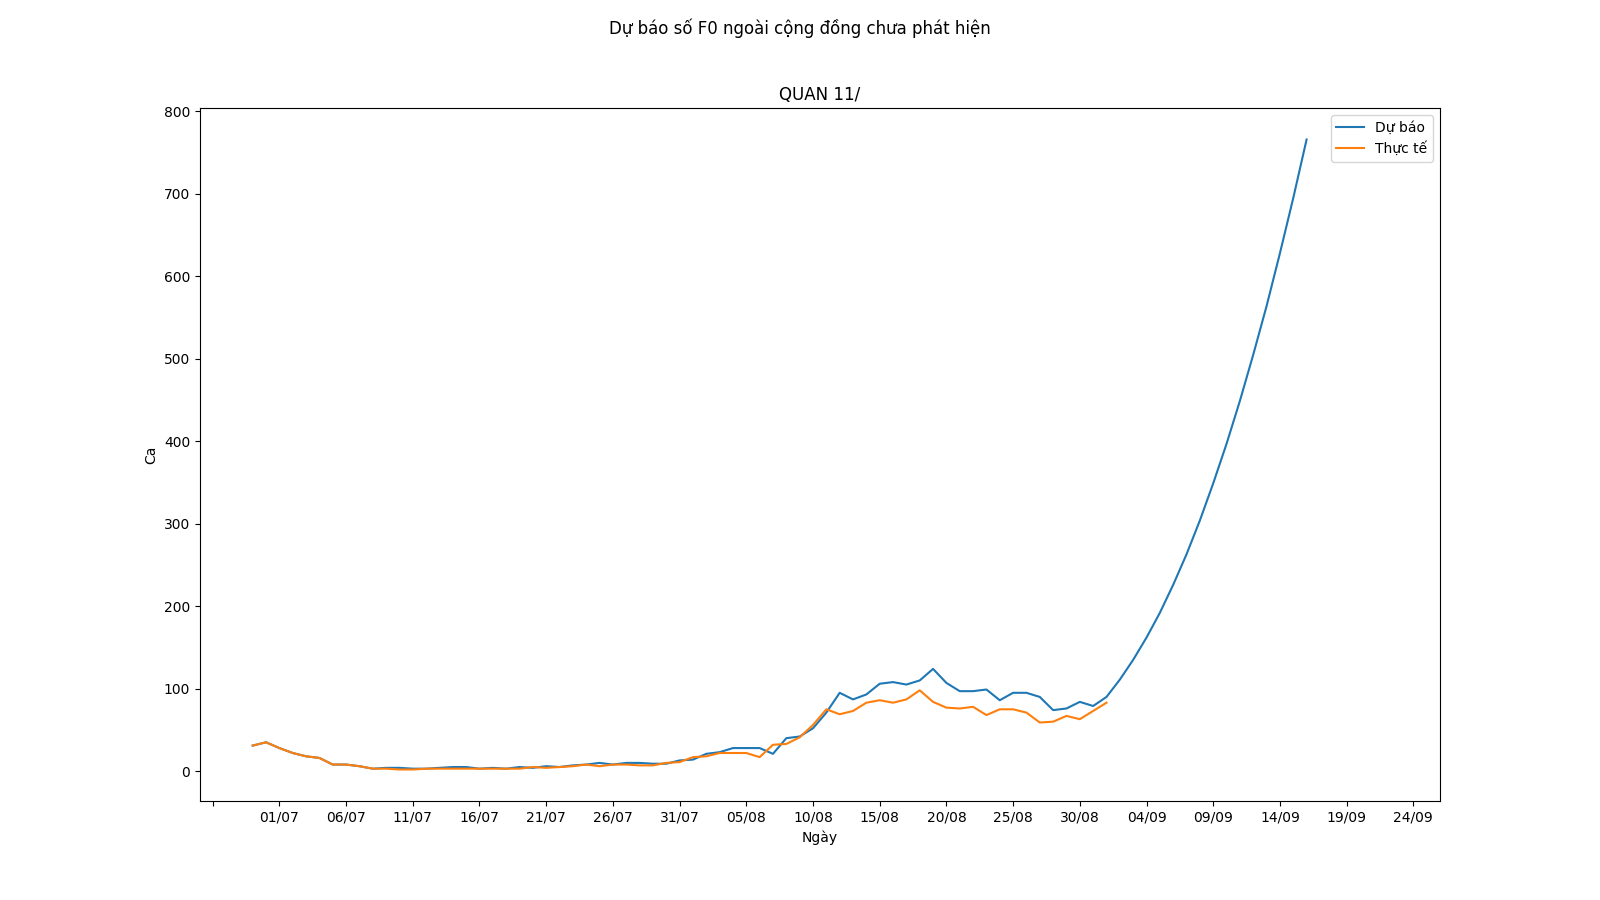 Dự báo số F0 ngoài cộng đồng chưa phát hiện
QUAN 11/
Dự báo
Thực tế
800
700
600
500
400
300
200
100
0
Ca
01/07 06/07 11/07 16/07 21/07 26/07 31/07 05/08 10/08 15/08 20/08 25/08 30/08 04/09 09/09 14/09 19/09 24/09
Ngày